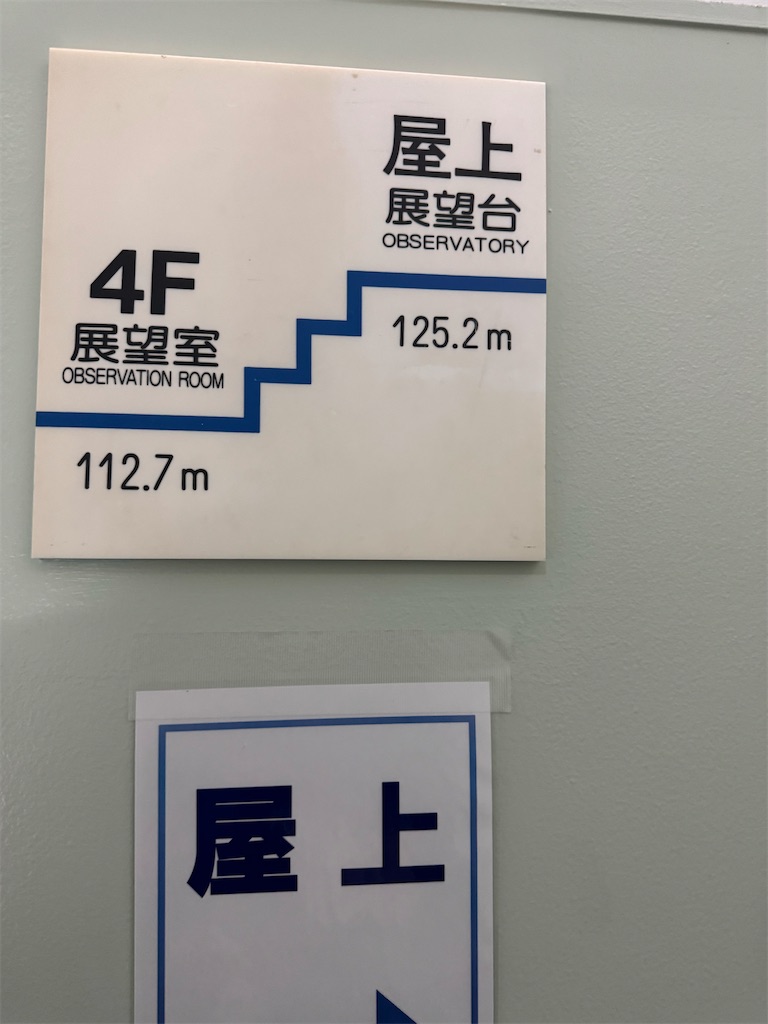 屋上
展望台
OBSERVATORY
125.2m
4F
展望室
OBSERVATION ROOM
112.7m
屋上